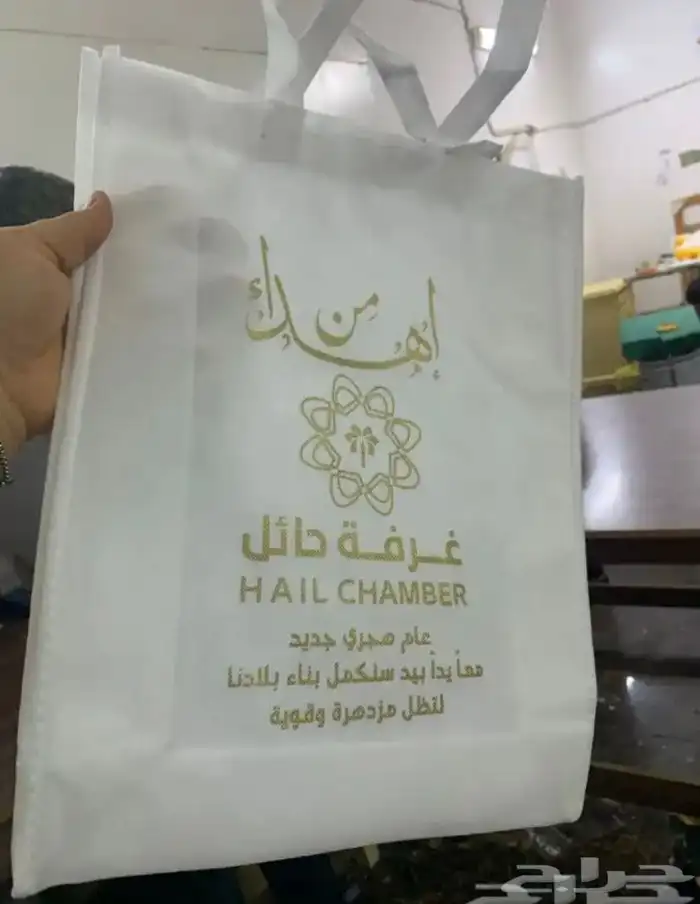 إهداء من
غرفة حائل
HAIL CHAMBER
عام هجري جديد
معاً يداً بيد سنكمل بناء بلادنا
لتظل مزدهرة وقوية
حراج